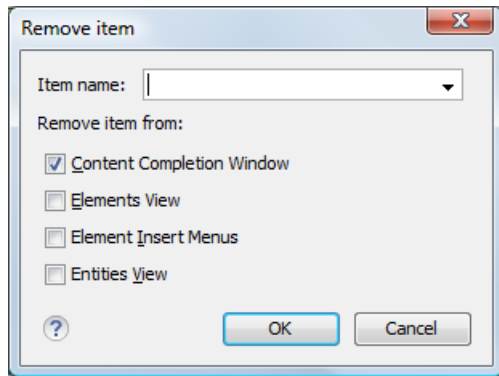 Remove item
Item name:
Remove item from:
Content Completion Window
Elements View
Element Insert Menus
Entities View
? OK Cancel